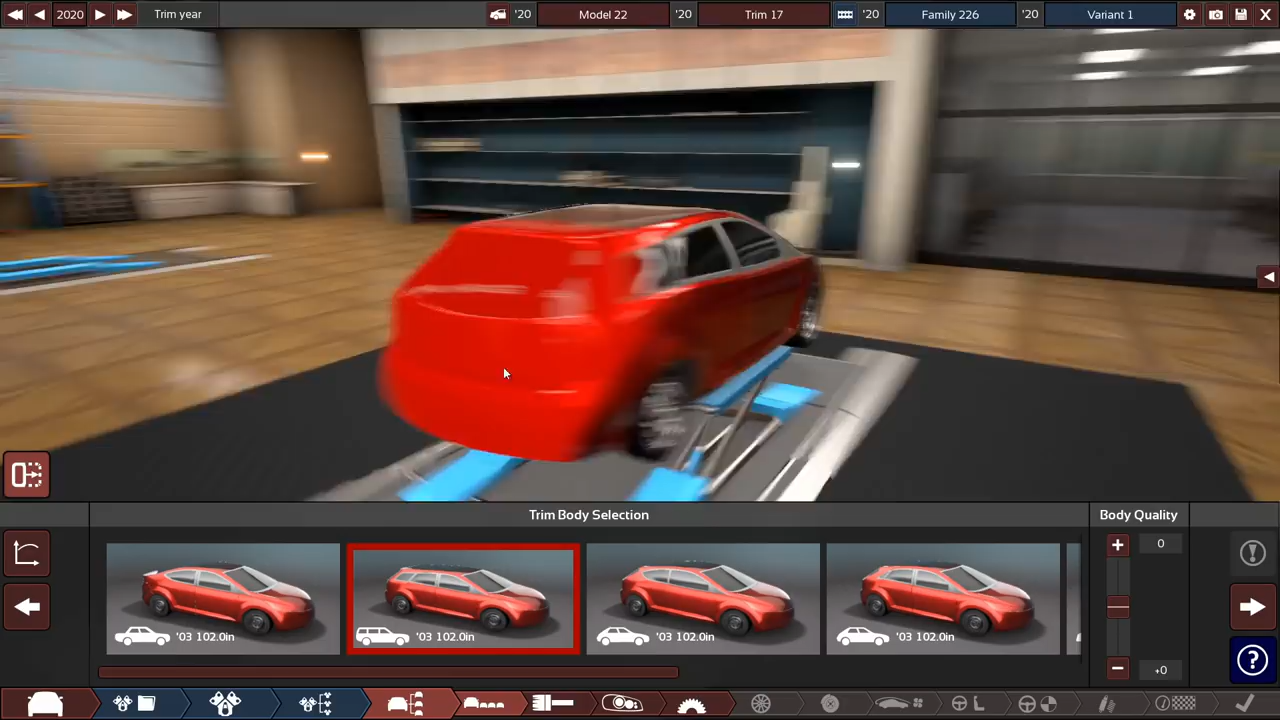 2020 Trim year '20 Model 22 '20 Trim 17 '20 Family 226 '20 Variant 1
Trim Body Selection
Body Quality
0
'03 102.0in
'03 102.0in
'03 102.0in
'03 102.0in
+0